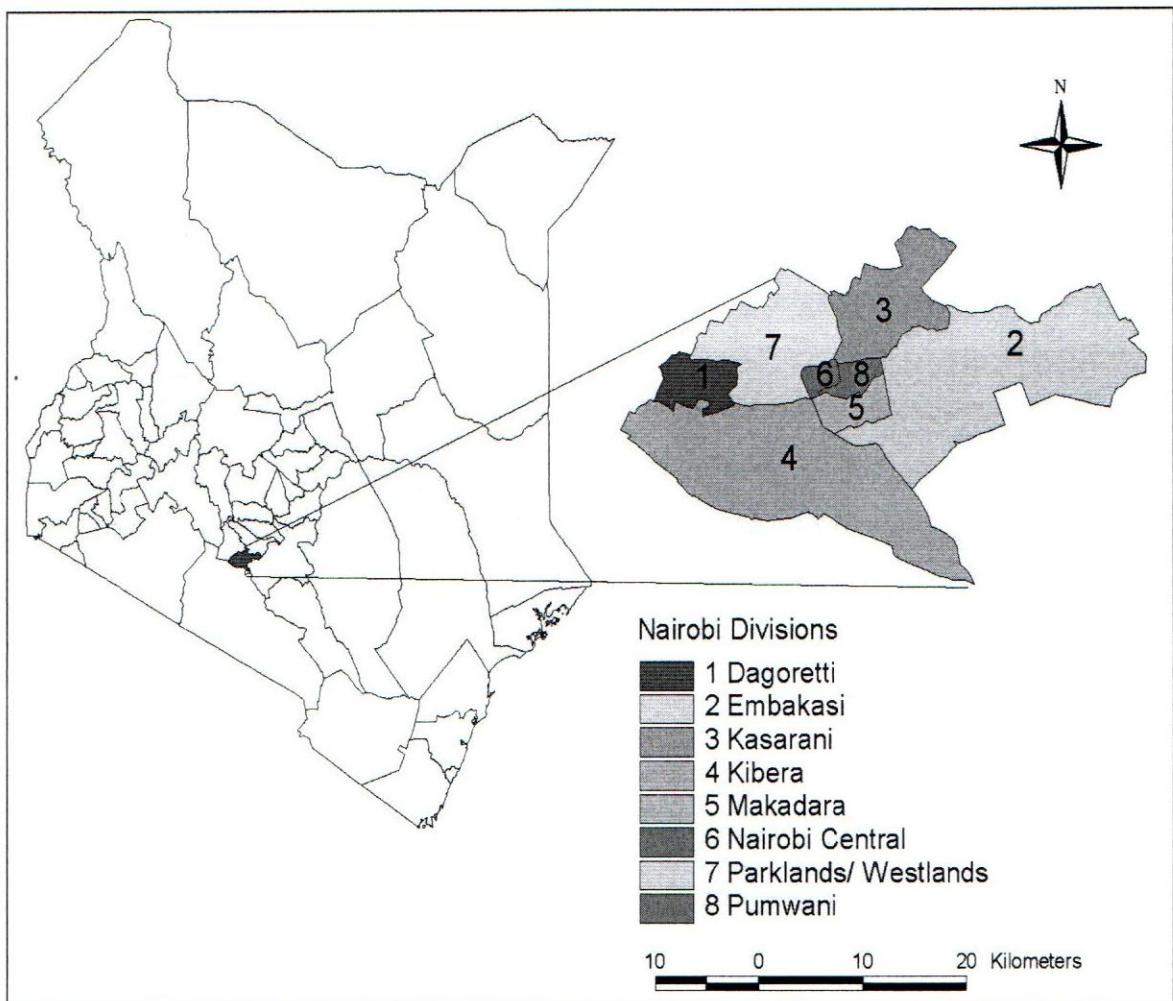 N
3
2
7
6
8
1
5
4
Nairobi Divisions
1 Dagoretti
2 Embakasi
3 Kasarani
4 Kibera
5 Makadara
6 Nairobi Central
7 Parklands/ Westlands
8 Pumwani
10 0 10 20 Kilometers